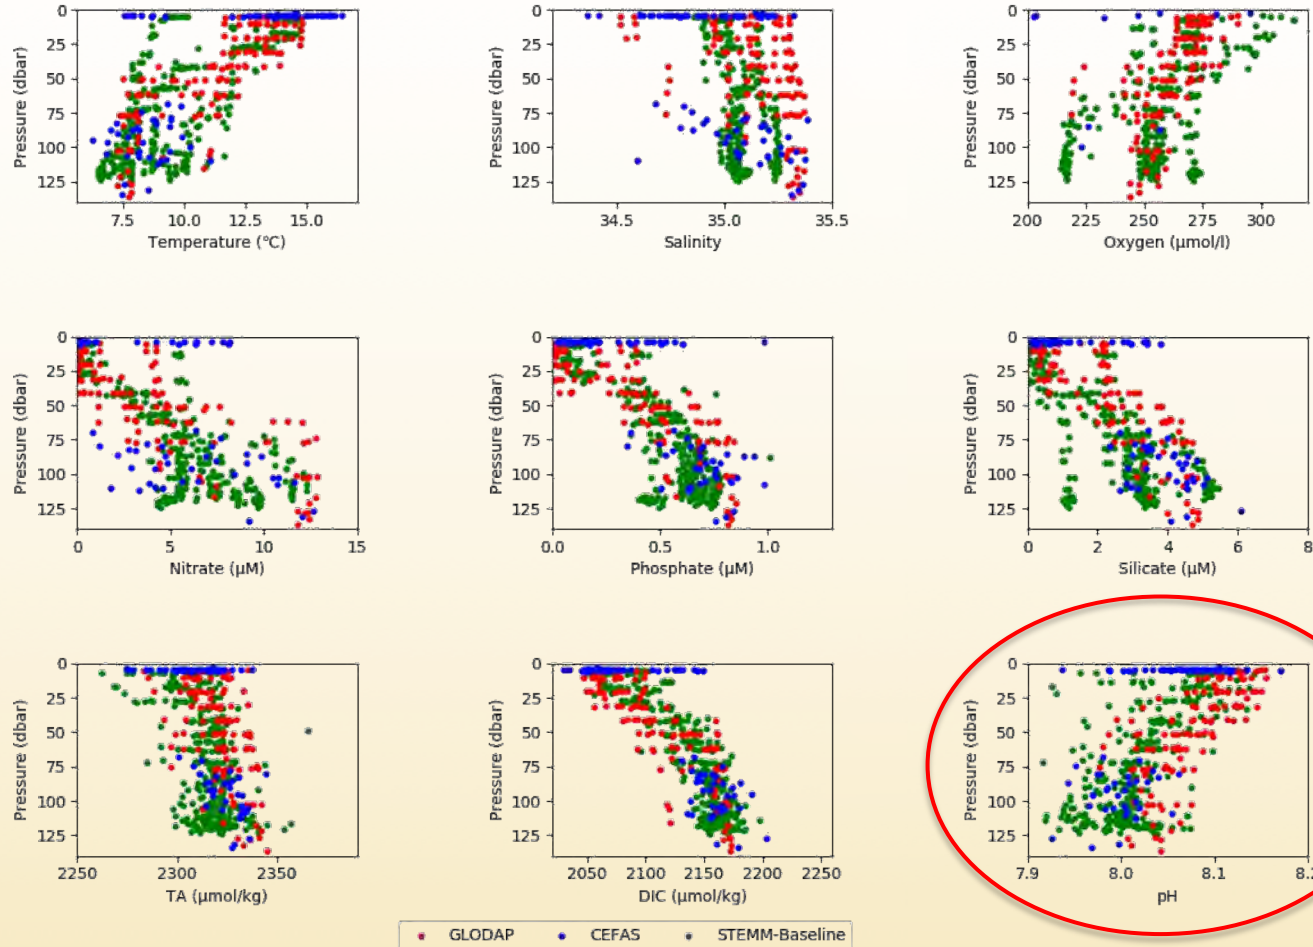 0 0 0
25 25 25
50 50 50
75 75 75
100 100 100
125 125 125
Pressure (dbar) Pressure (dbar) Pressure (dbar)
7.5 10.0 12.5 15.0 34.5 35.0 35.5 200 225 250 275 300
Temperature (°C) Salinity Oxygen (µmol/l)
0 0 0
25 25 25
50 50 50
75 75 75
100 100 100
125 125 125
Pressure (dbar) Pressure (dbar) Pressure (dbar)
0 5 10 15 0.0 0.5 1.0 0 2 4 6 8
Nitrate (µM) Phosphate (µM) Silicate (µM)
0 0 0
25 25 25
50 50 50
75 75 75
100 100 100
125 125 125
Pressure (dbar) Pressure (dbar) Pressure (dbar)
2250 2300 2350 2050 2100 2150 2200 2250 7.9 8.0 8.1 8.2
TA (µmol/kg) DIC (µmol/kg) pH
GLODAP CEFAS STEMM-Baseline